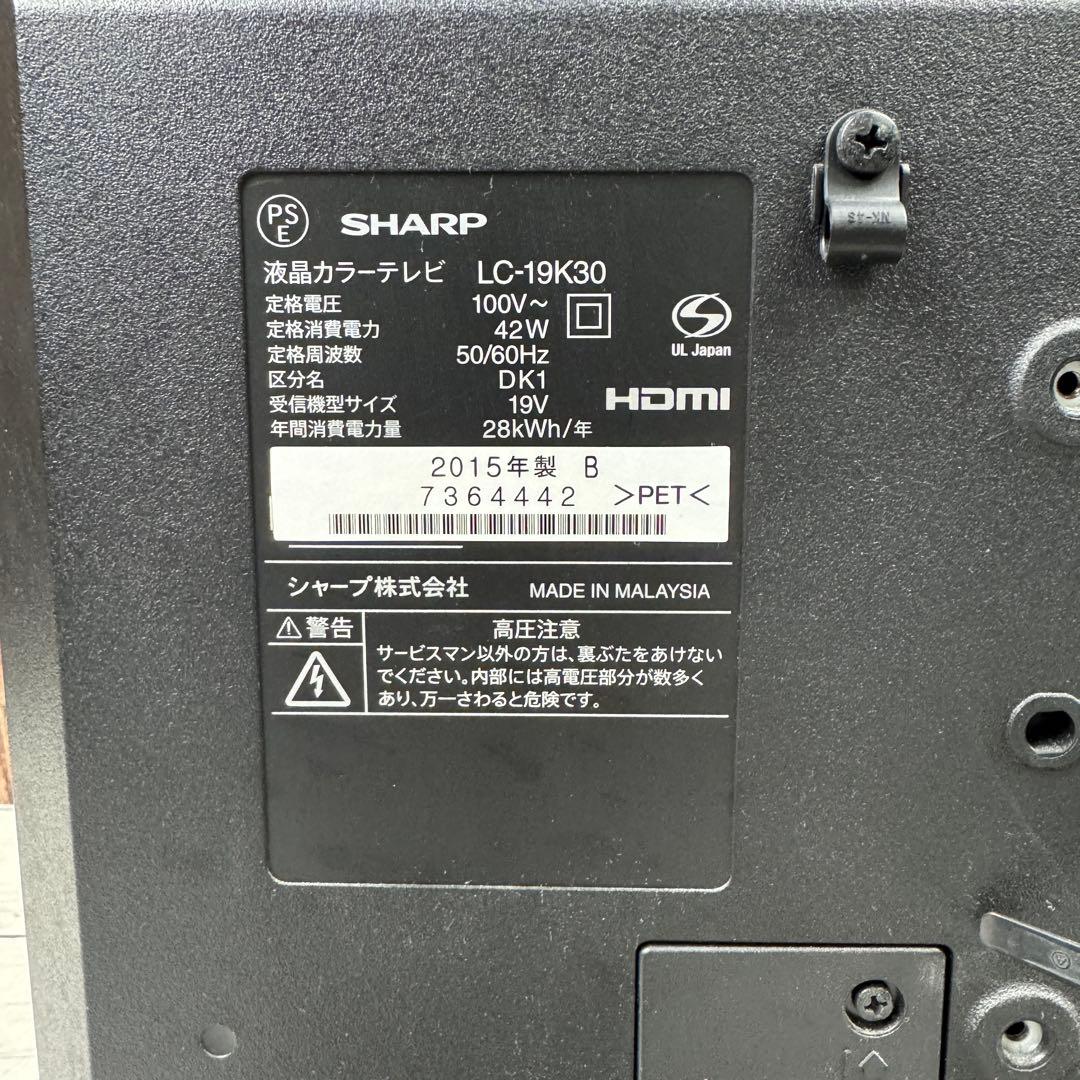 PSE
SHARP
液晶カラーテレビ LC-19K30
定格電圧 100V～
定格消費電力 42W
定格周波数 50/60Hz
区分名 DK1
受信機型サイズ 19V
年間消費電力量 28kWh/年
UL Japan
HDMI
2015年製 B
7364442 >PET<
シャープ株式会社 MADE IN MALAYSIA
⚠警告 高圧注意
サービスマン以外の方は、裏ぶたをあけない
でください。内部には高電圧部分が数多く
あり、万一さわると危険です。
NK-4S